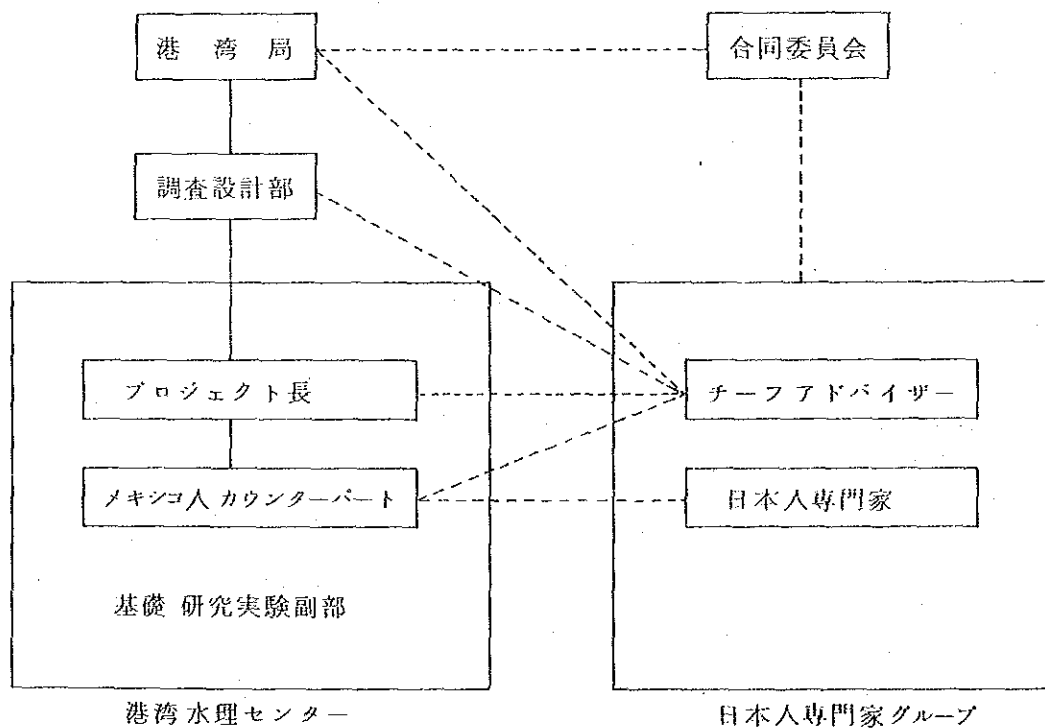 港湾局
合同委員会
調査設計部
プロジェクト長
チーフアドバイザー
メキシコ人カウンターパート
日本人専門家
基礎研究実験副部
港湾水理センター
日本人専門家グループ